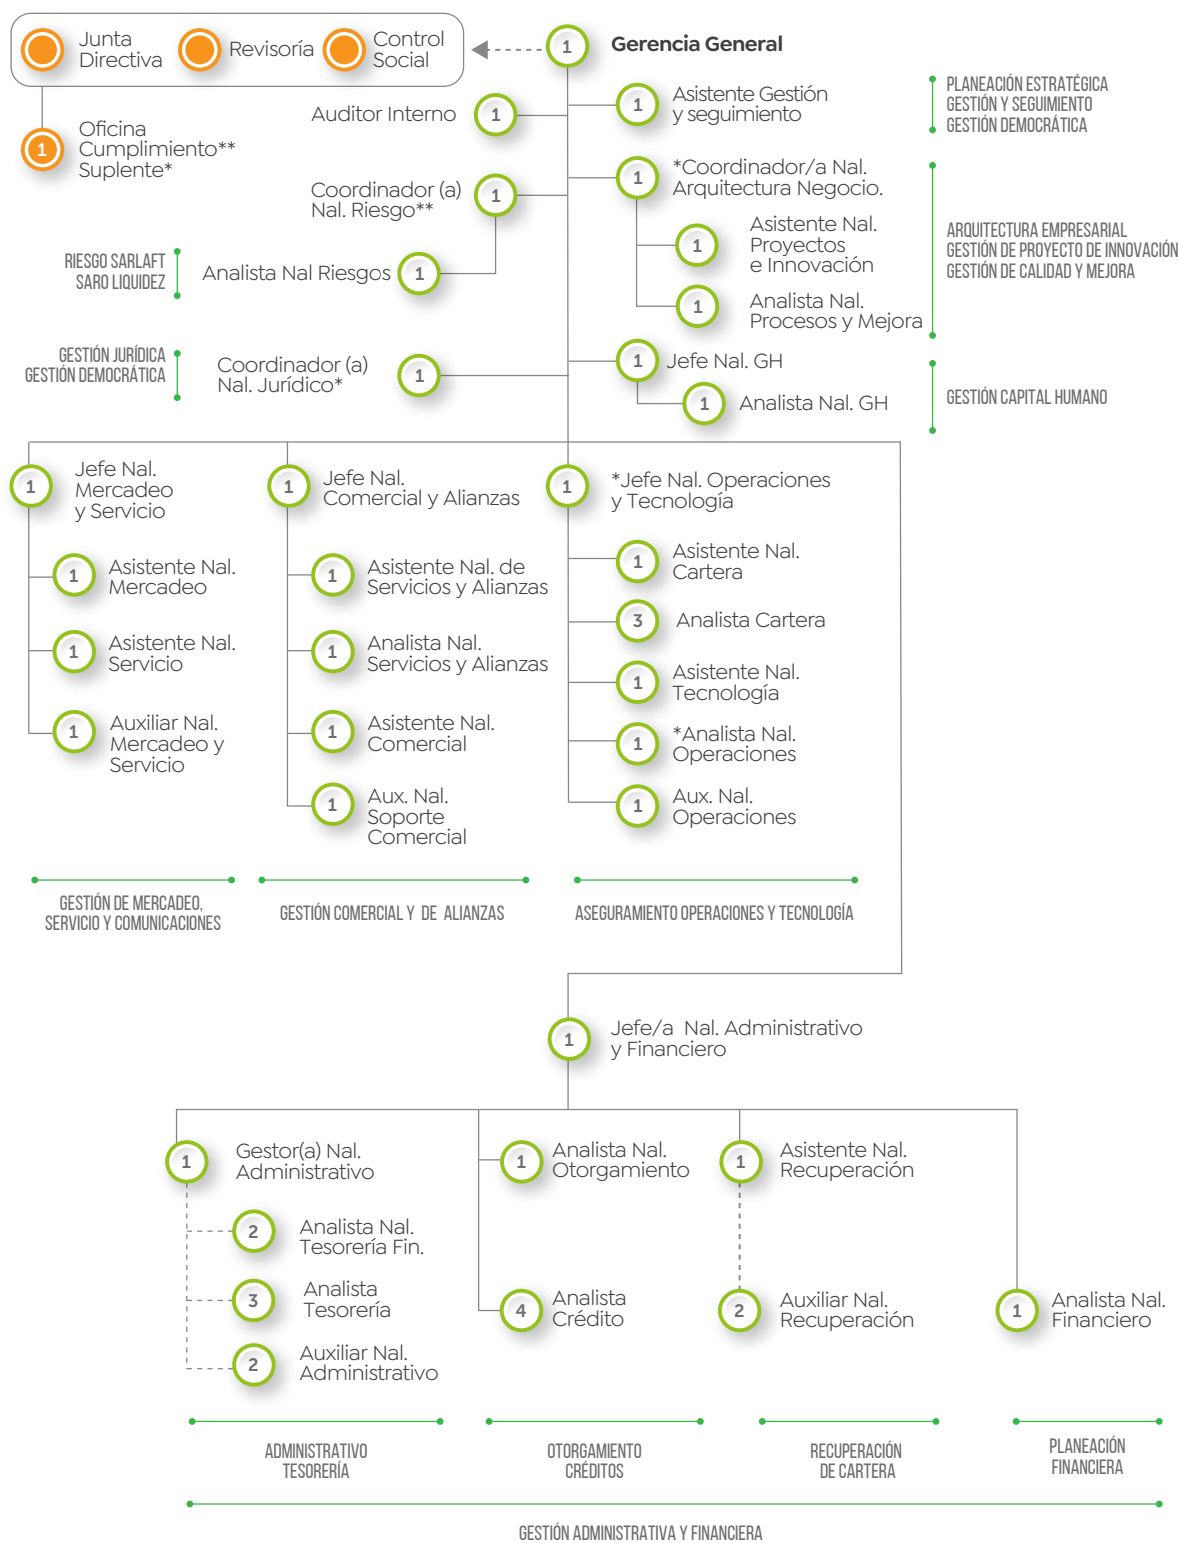 Junta
Directiva
Revisoría
Control
Social
1
Gerencia General
1
Oficina
Cumplimiento**
Suplente*
Auditor Interno
1
1
Asistente Gestión
y seguimiento
PLANEACIÓN ESTRATÉGICA
GESTIÓN Y SEGUIMIENTO
GESTIÓN DEMOCRÁTICA
Coordinador (a)
Nal. Riesgo**
1
1
*Coordinador/a Nal.
Arquitectura Negocio.
1
Asistente Nal.
Proyectos
e Innovación
1
Analista Nal.
Procesos y Mejora
ARQUITECTURA EMPRESARIAL
GESTIÓN DE PROYECTO DE INNOVACIÓN
GESTIÓN DE CALIDAD Y MEJORA
RIESGO SARLAFT
SARO LIQUIDEZ
Analista Nal Riesgos
1
GESTIÓN JURÍDICA
GESTIÓN DEMOCRÁTICA
Coordinador (a)
Nal. Jurídico*
1
1
Jefe Nal. GH
1
Analista Nal. GH
GESTIÓN CAPITAL HUMANO
1
Jefe Nal.
Mercadeo
y Servicio
1
Asistente Nal.
Mercadeo
1
Asistente Nal.
Servicio
1
Auxiliar Nal.
Mercadeo y
Servicio
1
Jefe Nal.
Comercial y Alianzas
1
Asistente Nal. de
Servicios y Alianzas
1
Analista Nal.
Servicios y Alianzas
1
Asistente Nal.
Comercial
1
Aux. Nal.
Soporte
Comercial
1
*Jefe Nal. Operaciones
y Tecnología
1
Asistente Nal.
Cartera
3
Analista Cartera
1
Asistente Nal.
Tecnología
1
*Analista Nal.
Operaciones
1
Aux. Nal.
Operaciones
GESTIÓN DE MERCADEO,
SERVICIO Y COMUNICACIONES
GESTIÓN COMERCIAL Y DE ALIANZAS
ASEGURAMIENTO OPERACIONES Y TECNOLOGÍA
1
Jefe/a Nal. Administrativo
y Financiero
1
Gestor(a) Nal.
Administrativo
2
Analista Nal.
Tesorería Fin.
3
Analista
Tesorería
2
Auxiliar Nal.
Administrativo
1
Analista Nal.
Otorgamiento
4
Analista
Crédito
1
Asistente Nal.
Recuperación
2
Auxiliar Nal.
Recuperación
1
Analista Nal.
Financiero
ADMINISTRATIVO
TESORERÍA
OTORGAMIENTO
CRÉDITOS
RECUPERACIÓN
DE CARTERA
PLANEACIÓN
FINANCIERA
GESTIÓN ADMINISTRATIVA Y FINANCIERA